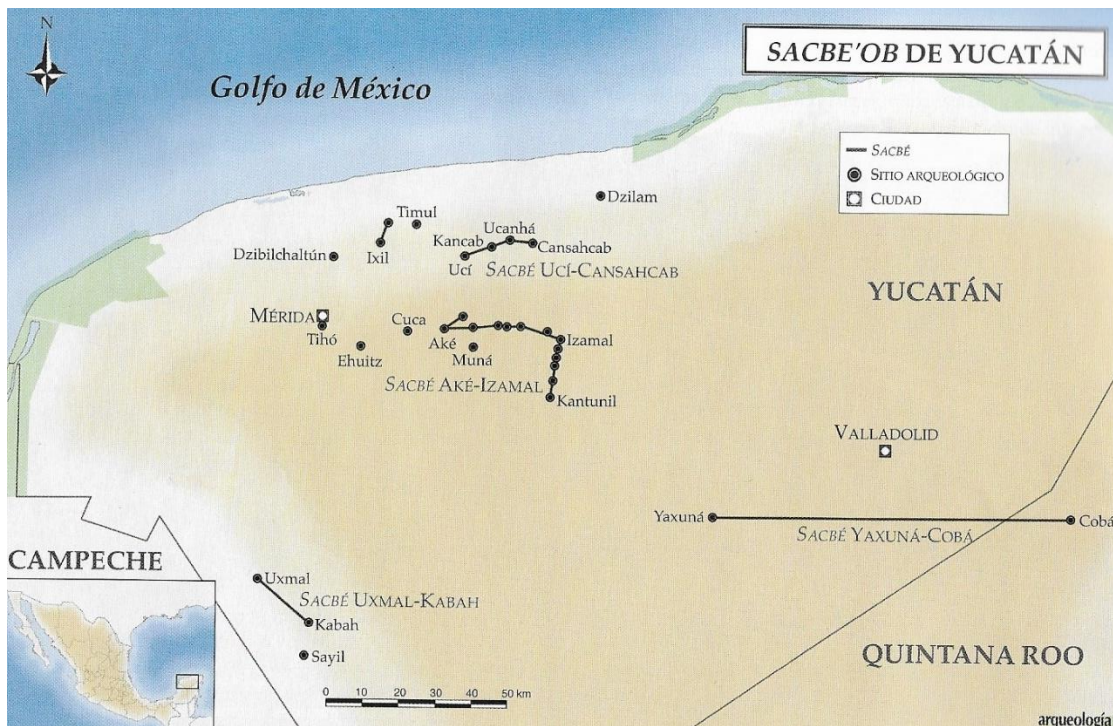 N
SACBE'OB DE YUCATÁN
Golfo de México
SACBÉ
SITIO ARQUEOLÓGICO
CIUDAD
Dzilam
Timul
Ucanhá
Kancab
Cansahcab
Dzibilchaltún
Ixil
Ucí
SACBÉ UCÍ-CANSAHCAB
YUCATÁN
MÉRIDA
Cuca
Tihó
Aké
Izamal
Ehuitz
Muná
SACBÉ AKÉ-IZAMAL
Kantunil
VALLADOLID
Yaxuná
Cobá
SACBÉ YAXUNÁ-COBÁ
CAMPECHE
Uxmal
SACBÉ UXMAL-KABAH
Kabah
Sayil
QUINTANA ROO
0 10 20 30 40 50 km
arqueología